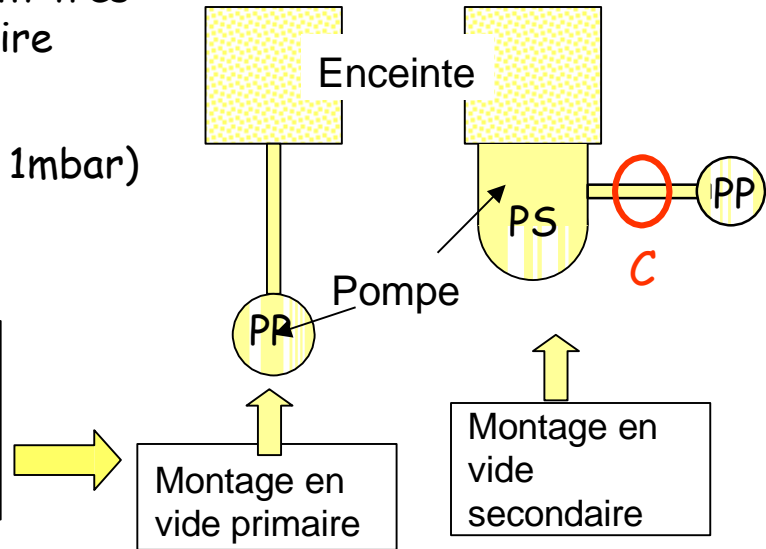 ire
1mbar)
Enceinte
PS
PP
C
Pompe
PP
Montage en
vide primaire
Montage en
vide
secondaire